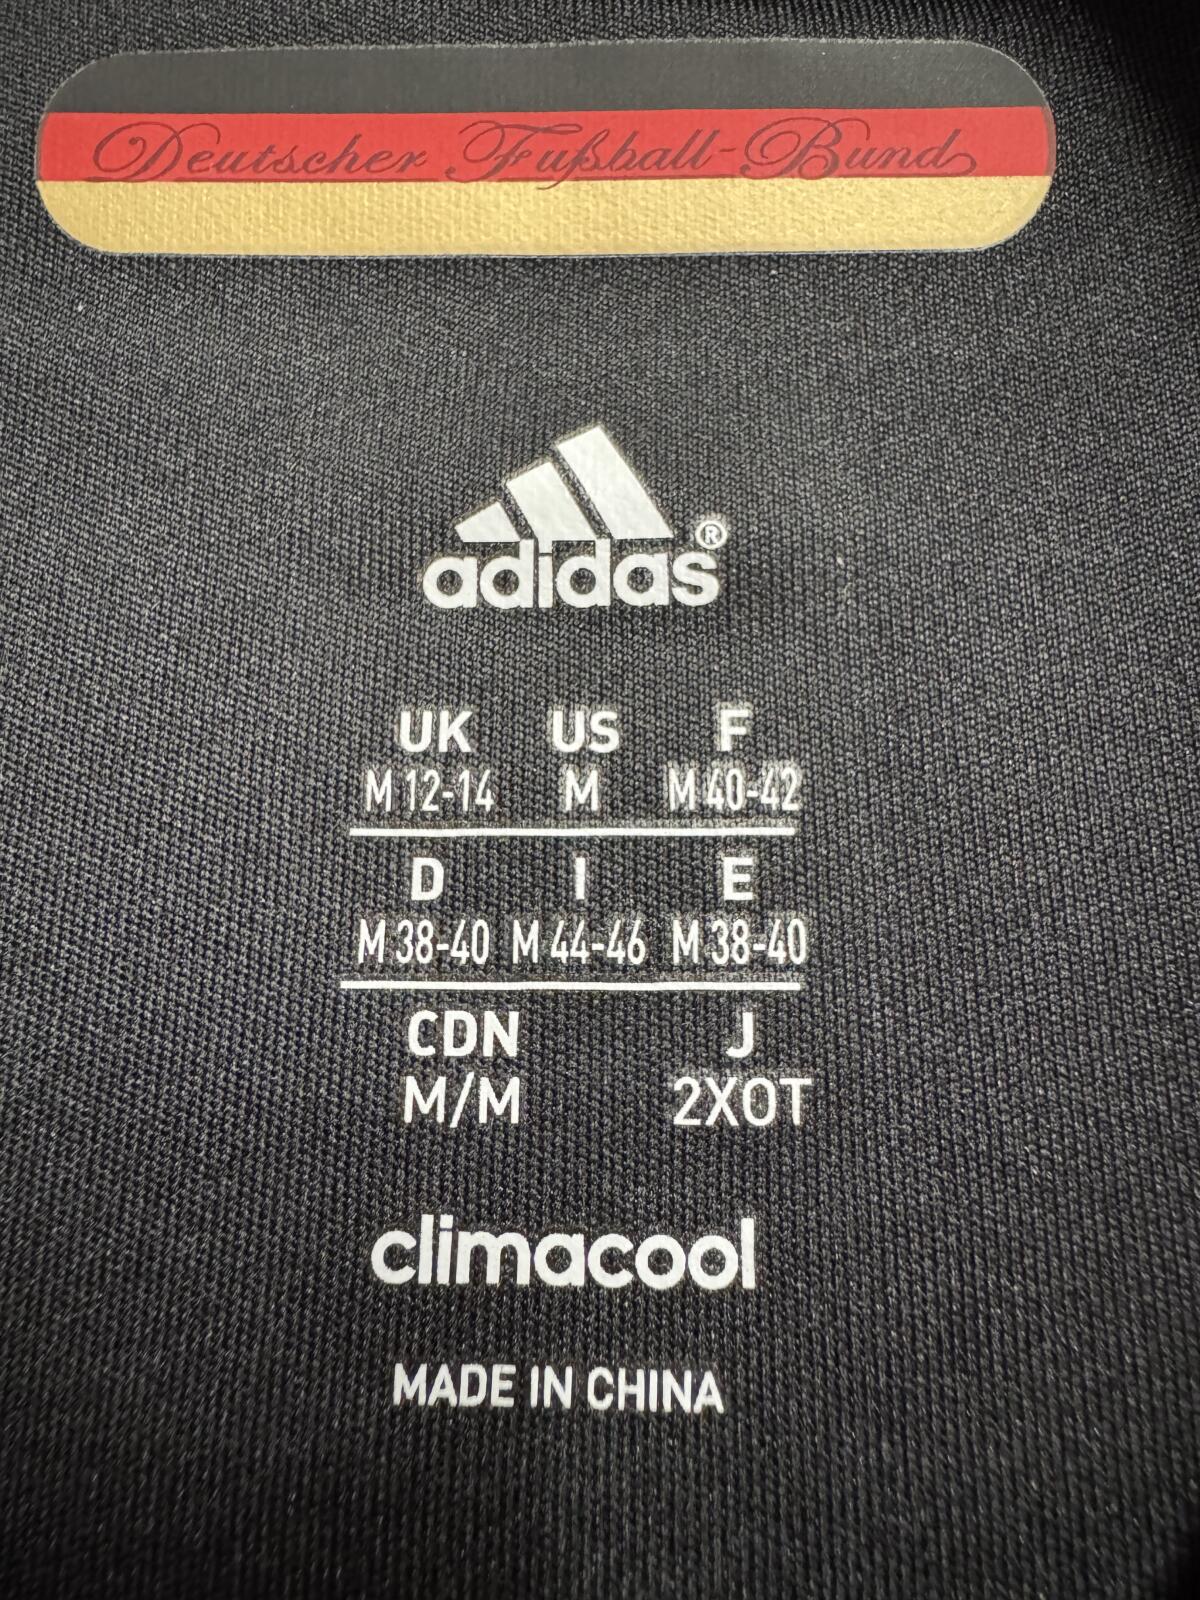 Deutscher Fußball-Bund
adidas®
UK US F
M 12-14 M M 40-42
D I E
M 38-40 M 44-46 M 38-40
CDN J
M/M 2XOT
climacool
MADE IN CHINA